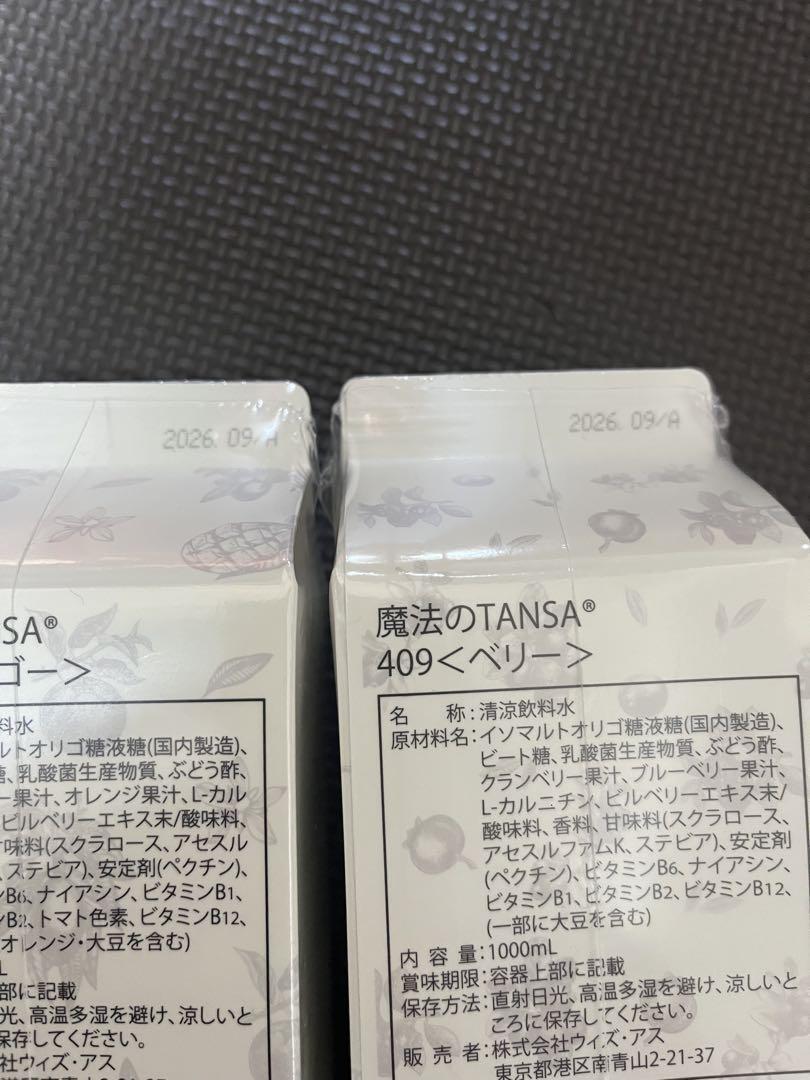 2026. 09/A
SA®
ゴー＞
料水
ルトオリゴ糖液糖(国内製造)、
糖、乳酸菌生産物質、ぶどう酢、
ー果汁、オレンジ果汁、L-カル
ビルベリーエキス末/酸味料、
味料(スクラロース、アセスル
、ステビア)、安定剤(ペクチン)、
B6、ナイアシン、ビタミンB1、
B2、トマト色素、ビタミンB12、
オレンジ・大豆を含む)
L
部に記載
光、高温多湿を避け、涼しいと
保存してください。
社ウィズ・アス
2026. 09/A
魔法のTANSA®
409＜ベリー＞
名　　称：清涼飲料水
原材料名：イソマルトオリゴ糖液糖(国内製造)、
ビート糖、乳酸菌生産物質、ぶどう酢、
クランベリー果汁、ブルーベリー果汁、
L-カルニチン、ビルベリーエキス末/
酸味料、香料、甘味料(スクラロース、
アセスルファムK、ステビア)、安定剤
(ペクチン)、ビタミンB6、ナイアシン、
ビタミンB1、ビタミンB2、ビタミンB12、
(一部に大豆を含む)
内 容 量：1000mL
賞味期限：容器上部に記載
保存方法：直射日光、高温多湿を避け、涼しいと
ころに保存してください。
販 売 者：株式会社ウィズ・アス
東京都港区南青山2-21-37